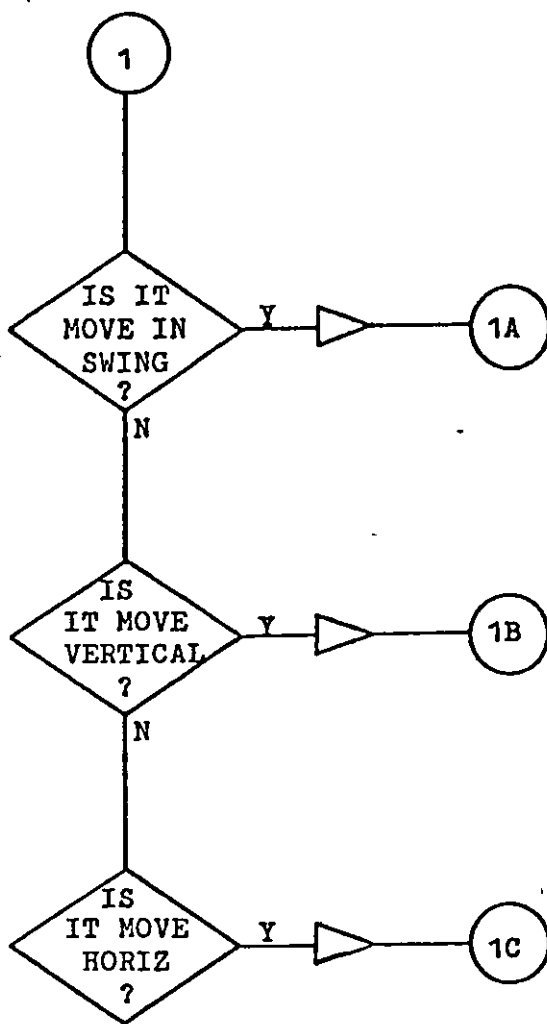 1
IS IT
MOVE IN
SWING
?
Y
1A
N
IS
IT MOVE
VERTICAL
?
Y
1B
N
IS
IT MOVE
HORIZ
?
Y
1C